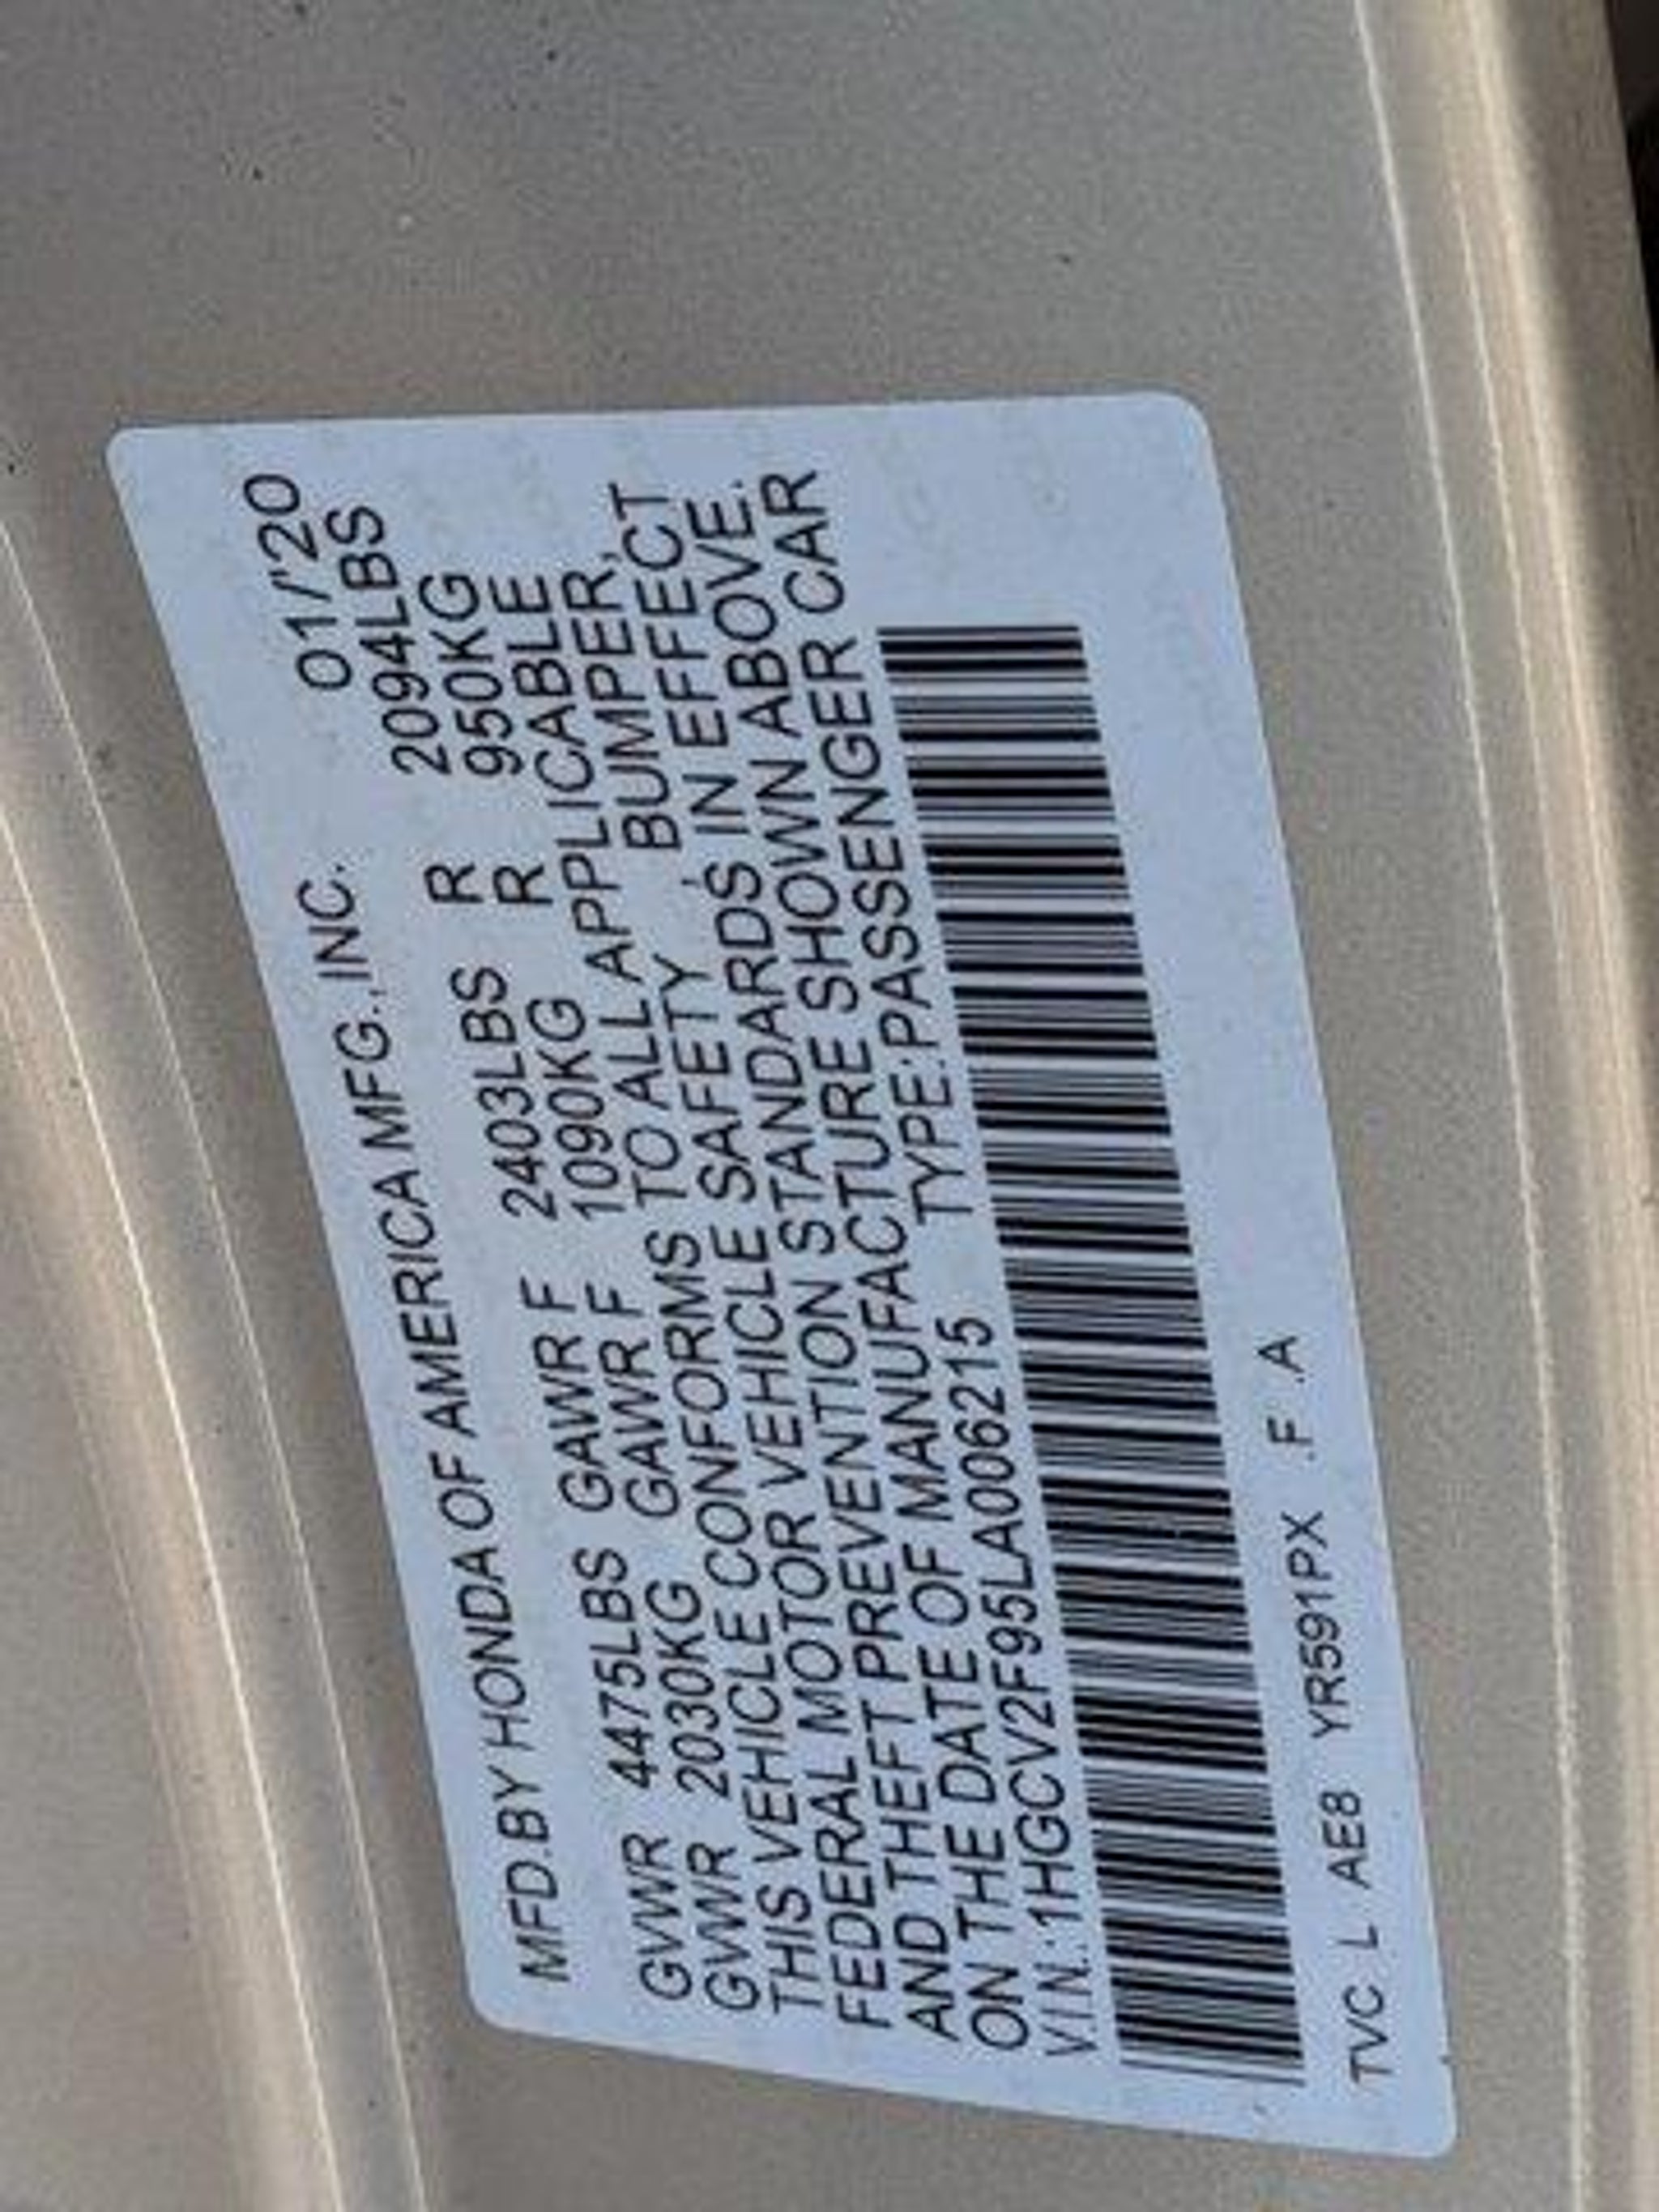 MFD.BY HONDA OF AMERICA MFG.,INC. 01/'20
GVWR 4475LBS GAWR F 2403LBS R 2094LBS
GVWR 2030KG GAWR F 1090KG R 950KG
THIS VEHICLE CONFORMS TO ALL APPLICABLE
FEDERAL MOTOR VEHICLE SAFETY , BUMPER,
AND THEFT PREVENTION STANDARDS IN EFFECT
ON THE DATE OF MANUFACTURE SHOWN ABOVE.
V.I.N.:1HGCV2F95LA006215 TYPE:PASSENGER CAR
TVC L AE8 YR591PX .F .A